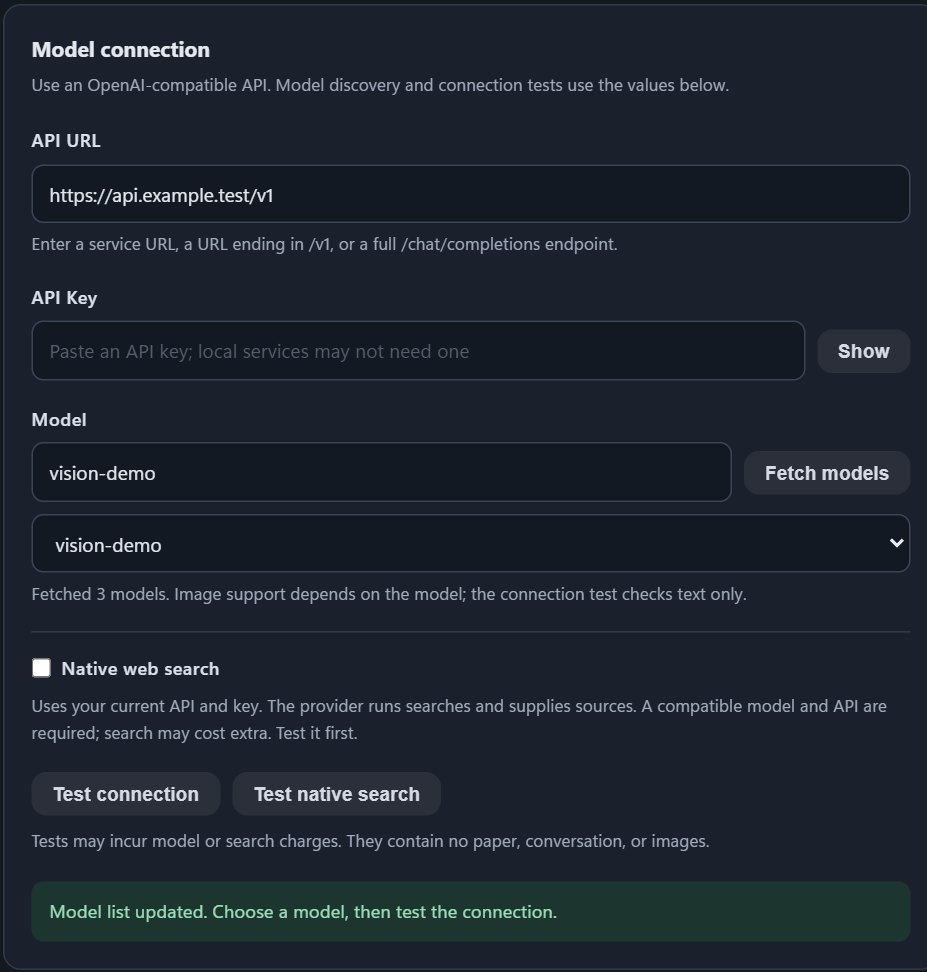 Model connection
Use an OpenAI-compatible API. Model discovery and connection tests use the values below.
API URL
https://api.example.test/v1
Enter a service URL, a URL ending in /v1, or a full /chat/completions endpoint.
API Key
Paste an API key; local services may not need one
Show
Model
vision-demo
Fetch models
vision-demo
Fetched 3 models. Image support depends on the model; the connection test checks text only.
Native web search
Uses your current API and key. The provider runs searches and supplies sources. A compatible model and API are
required; search may cost extra. Test it first.
Test connection
Test native search
Tests may incur model or search charges. They contain no paper, conversation, or images.
Model list updated. Choose a model, then test the connection.